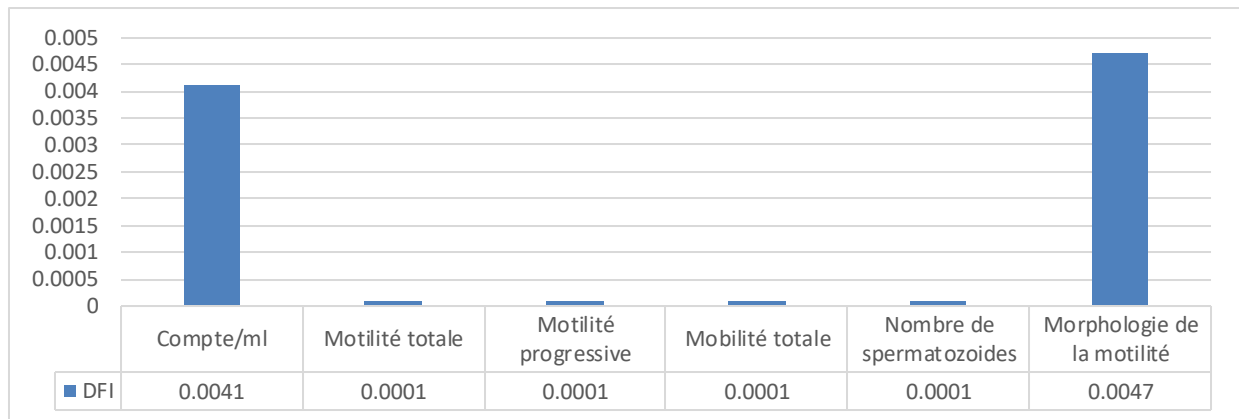 0.005
0.0045
0.004
0.0035
0.003
0.0025
0.002
0.0015
0.001
0.0005
0
Compte/ml
Motilité totale
Motilité
progressive
Mobilité totale
Nombre de
spermatozoides
Morphologie de
la motilité
DFI 0.0041 0.0001 0.0001 0.0001 0.0001 0.0047